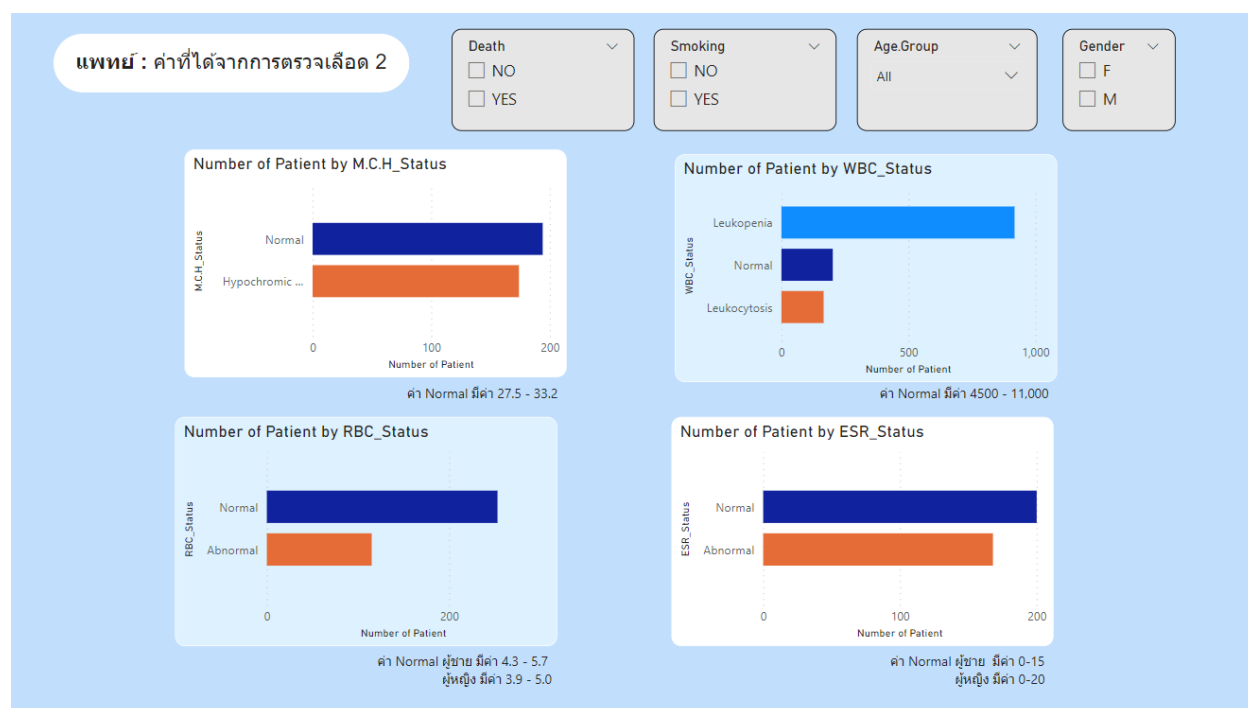 แพทย์ : ค่าที่ได้จากการตรวจเลือด 2
Death
NO
YES
Smoking
NO
YES
Age.Group
All
Gender
F
M
Number of Patient by M.C.H_Status
M.C.H_Status
Normal
Hypochromic ...
0 100 200
Number of Patient
ค่า Normal มีค่า 27.5 - 33.2
Number of Patient by WBC_Status
WBC_Status
Leukopenia
Normal
Leukocytosis
0 500 1,000
Number of Patient
ค่า Normal มีค่า 4500 - 11,000
Number of Patient by RBC_Status
RBC_Status
Normal
Abnormal
0 200
Number of Patient
ค่า Normal ผู้ชาย มีค่า 4.3 - 5.7
ผู้หญิง มีค่า 3.9 - 5.0
Number of Patient by ESR_Status
ESR_Status
Normal
Abnormal
0 100 200
Number of Patient
ค่า Normal ผู้ชาย มีค่า 0-15
ผู้หญิง มีค่า 0-20